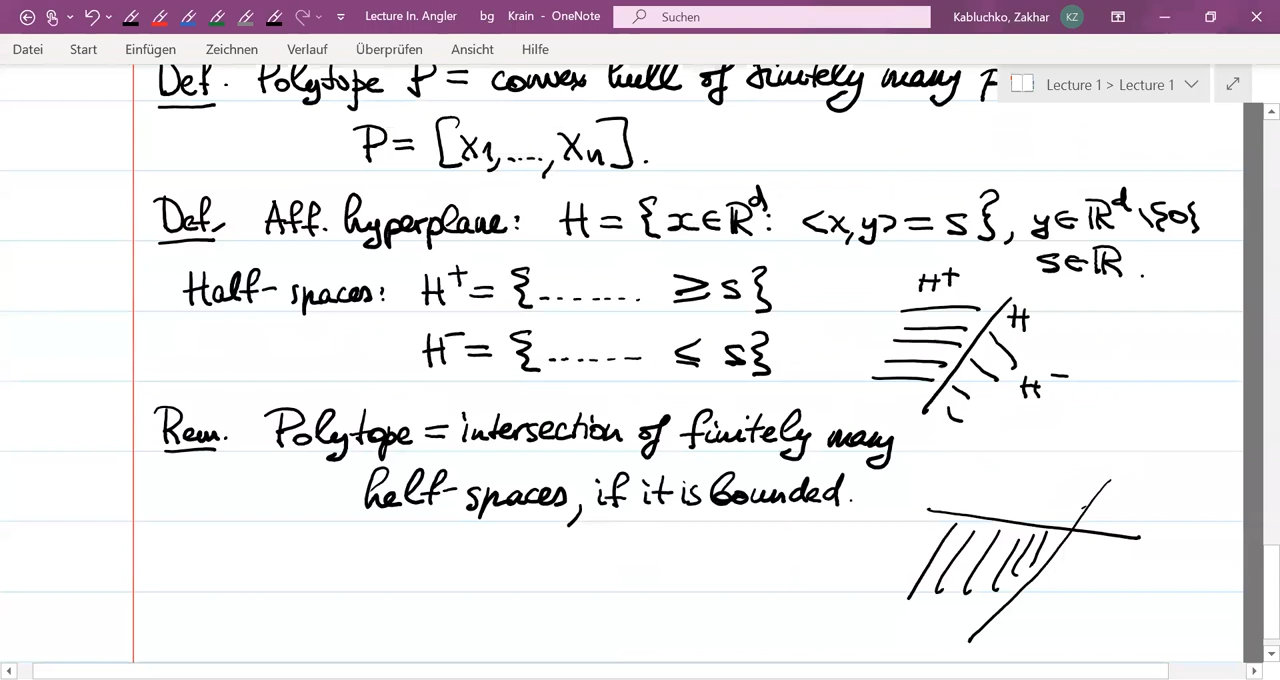 Lecture In. Angler bg Krain - OneNote
Suchen
Kabluchko, Zakhar KZ
Datei Start Einfügen Zeichnen Verlauf Überprüfen Ansicht Hilfe
Lecture 1 > Lecture 1
Def. Polytope P = convex hull of finitely many
P = [x1, ...., xn].
Def. Aff. hyperplane: H = {x∈ℝ^d: <x,y> = s}, y∈ℝ^d \{0}
s∈ℝ.
Half-spaces: H^+ = {....... ≥ s}
H^- = {...... ≤ s}
H^+
H
H^-
Rem. Polytope = intersection of finitely many
half-spaces, if it is bounded.